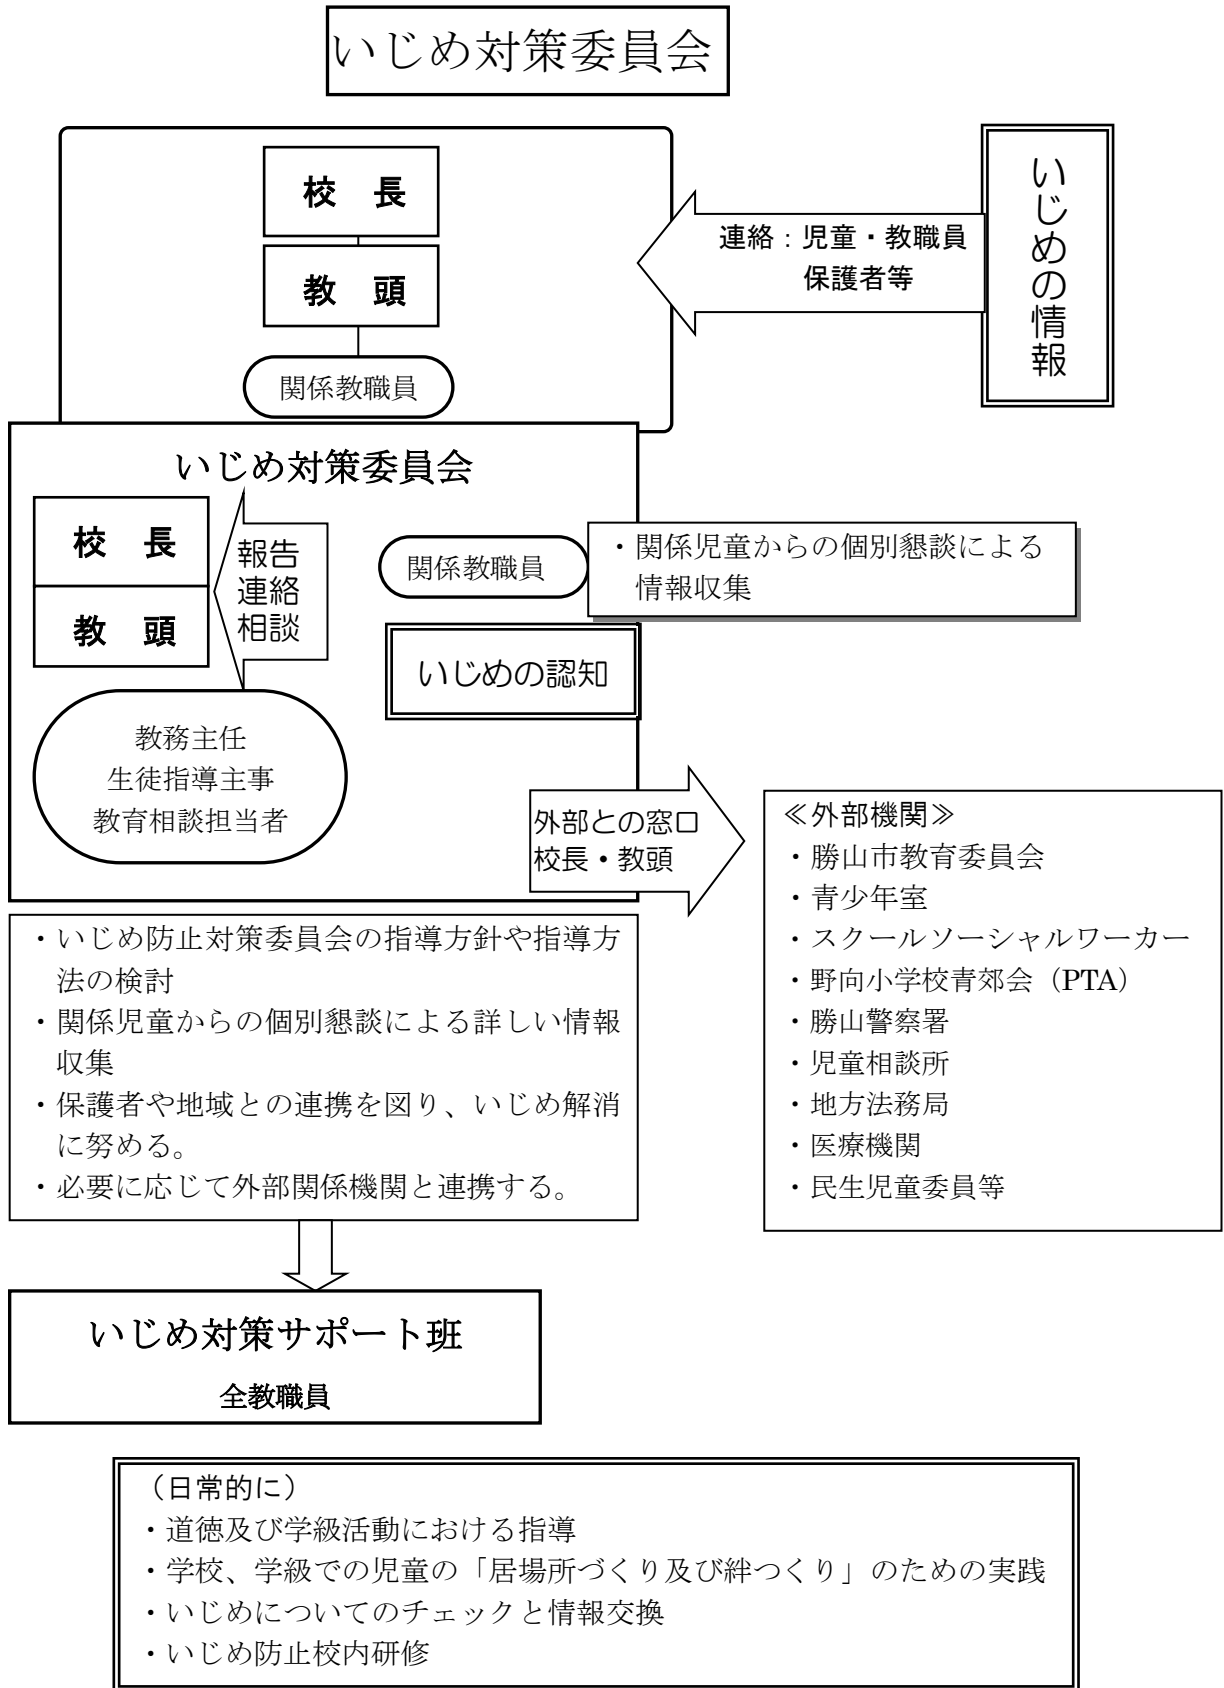 いじめ対策委員会
校　長
教　頭
関係教職員
連絡：児童・教職員
保護者等
いじめの情報
いじめ対策委員会
校　長
教　頭
報告
連絡
相談
関係教職員
・関係児童からの個別懇談による
情報収集
いじめの認知
教務主任
生徒指導主事
教育相談担当者
外部との窓口
校長・教頭
≪外部機関≫
・勝山市教育委員会
・青少年室
・スクールソーシャルワーカー
・野向小学校青郊会（PTA）
・勝山警察署
・児童相談所
・地方法務局
・医療機関
・民生児童委員等
・いじめ防止対策委員会の指導方針や指導方
法の検討
・関係児童からの個別懇談による詳しい情報
収集
・保護者や地域との連携を図り、いじめ解消
に努める。
・必要に応じて外部関係機関と連携する。
いじめ対策サポート班
全教職員
（日常的に）
・道徳及び学級活動における指導
・学校、学級での児童の「居場所づくり及び絆つくり」のための実践
・いじめについてのチェックと情報交換
・いじめ防止校内研修